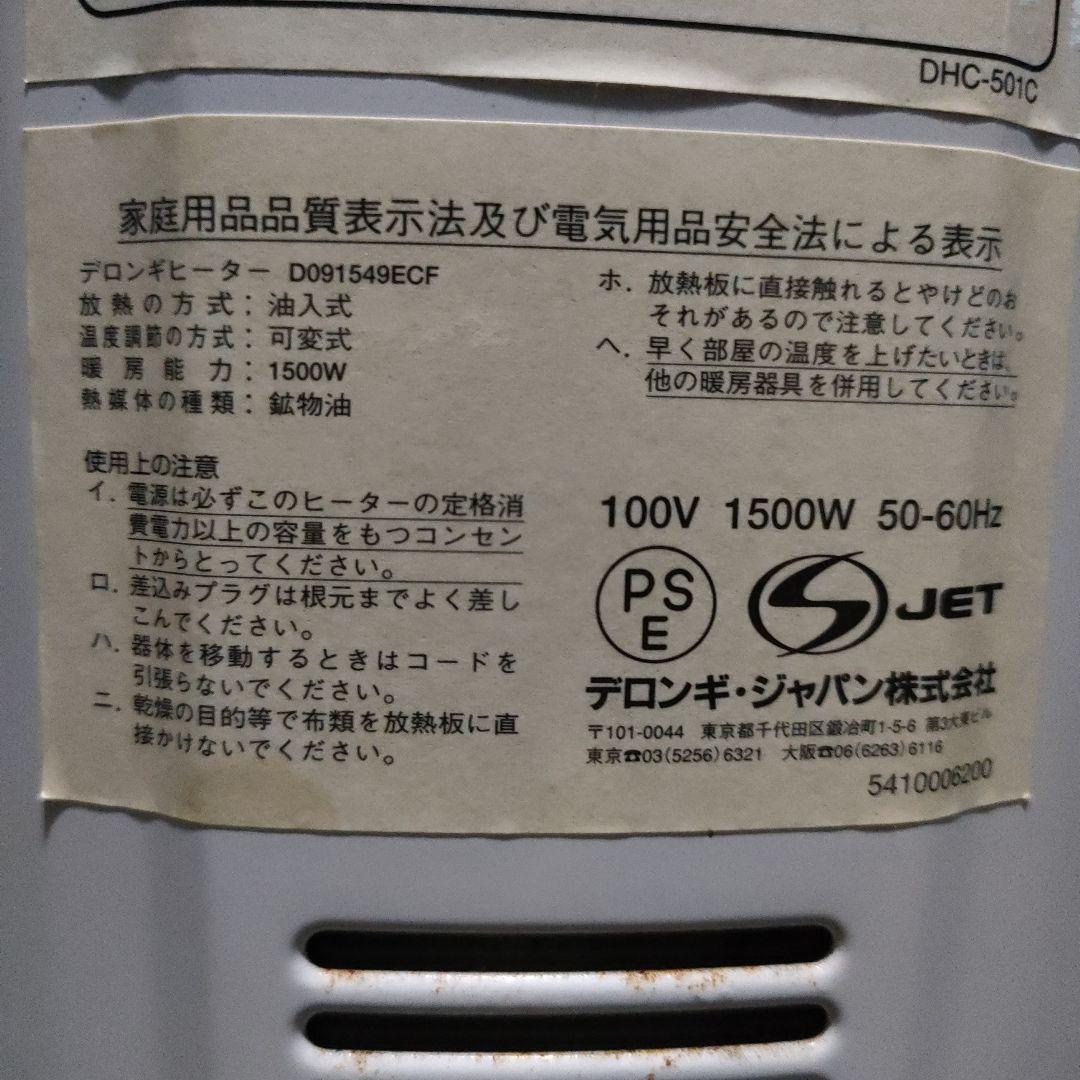 DHC-501C
家庭用品品質表示法及び電気用品安全法による表示
デロンギヒーター D091549ECF
放熱の方式：油入式
温度調節の方式：可変式
暖房能力：1500W
熱媒体の種類：鉱物油
使用上の注意
イ．電源は必ずこのヒーターの定格消
費電力以上の容量をもつコンセン
トからとってください。
ロ．差込みプラグは根元までよく差し
こんでください。
ハ．器体を移動するときはコードを
引張らないでください。
ニ．乾燥の目的等で布類を放熱板に直
接かけないでください。
ホ．放熱板に直接触れるとやけどのお
それがあるので注意してください。
ヘ．早く部屋の温度を上げたいときは、
他の暖房器具を併用してください。
100V 1500W 50-60Hz
PS
E
S JET
デロンギ・ジャパン株式会社
〒101-0044 東京都千代田区鍛冶町1-5-6 第3大東ビル
東京☎03(5256)6321 大阪☎06(6263)6116
5410006200